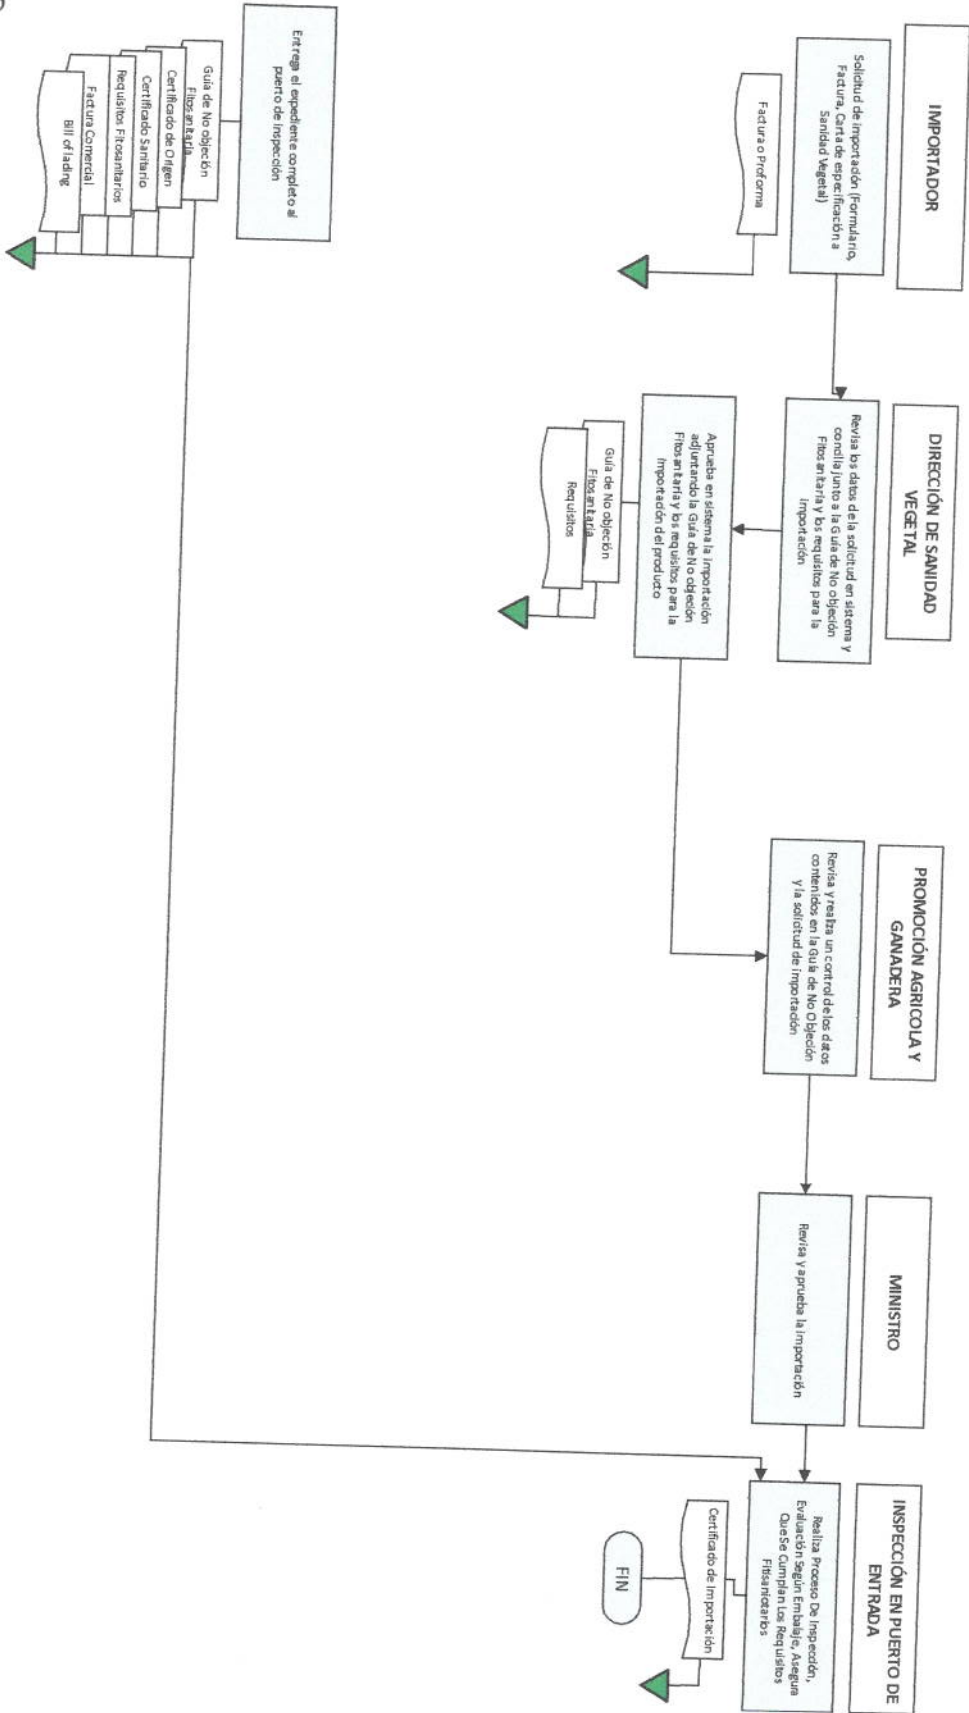 IMPORTADOR
Solicitud de importación (Formulario,
Factura, Carta de especificación a
Sanidad Vegetal)
Factura o Proforma
Entrega el expediente completo al
puerto de inspección
Guía de No objeción
Fitosanitaria
Certificado de Origen
Certificado Sanitario
Requisitos Fitosanitarios
Factura Comercial
Bill of lading
DIRECCIÓN DE SANIDAD
VEGETAL
Revisa los datos de la solicitud en sistema y
concilia junto a la Guía de No objeción
Fitosanitaria y los requisitos para la
importación
Aprueba en sistema la importación
adjuntando la Guía de No objeción
Fitosanitaria y los requisitos para la
importación del producto
Guía de No objeción
Fitosanitaria
Requisitos
PROMOCIÓN AGRICOLA Y
GANADERA
Revisa y realiza un control de los datos
contenidos en la Guía de No Objeción
y la solicitud de importación
MINISTRO
Revisa y aprueba la importación
INSPECCIÓN EN PUERTO DE
ENTRADA
Realiza Proceso De Inspección,
Evaluación Según Embalaje, Asegura
Que Se Cumplan Los Requisitos
Fitisaniotarios
Certificado de Importación
FIN